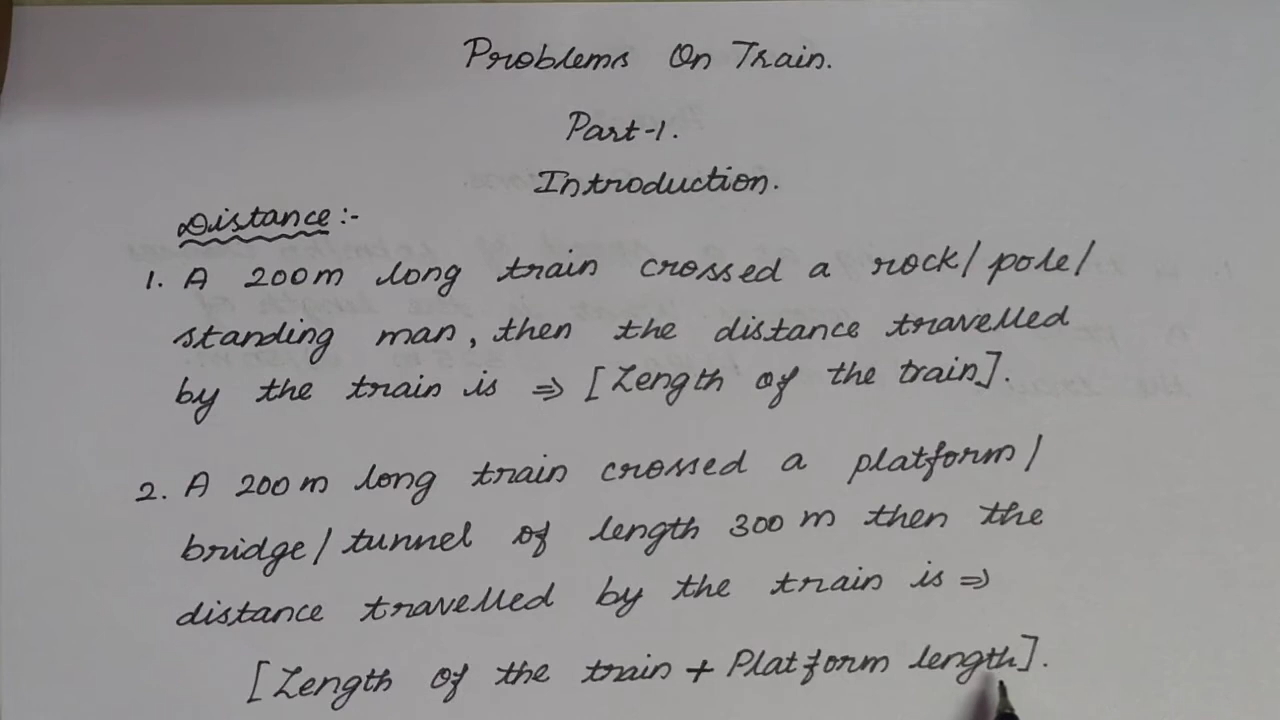 Problems On Train.
Part-1.
Introduction.
Distance :-
1. A 200m long train crossed a rock/pole/
standing man, then the distance travelled
by the train is ⇒ [Length of the train].
2. A 200m long train crossed a platform/
bridge/tunnel of length 300 m then the
distance travelled by the train is ⇒
[Length of the train + Platform length].